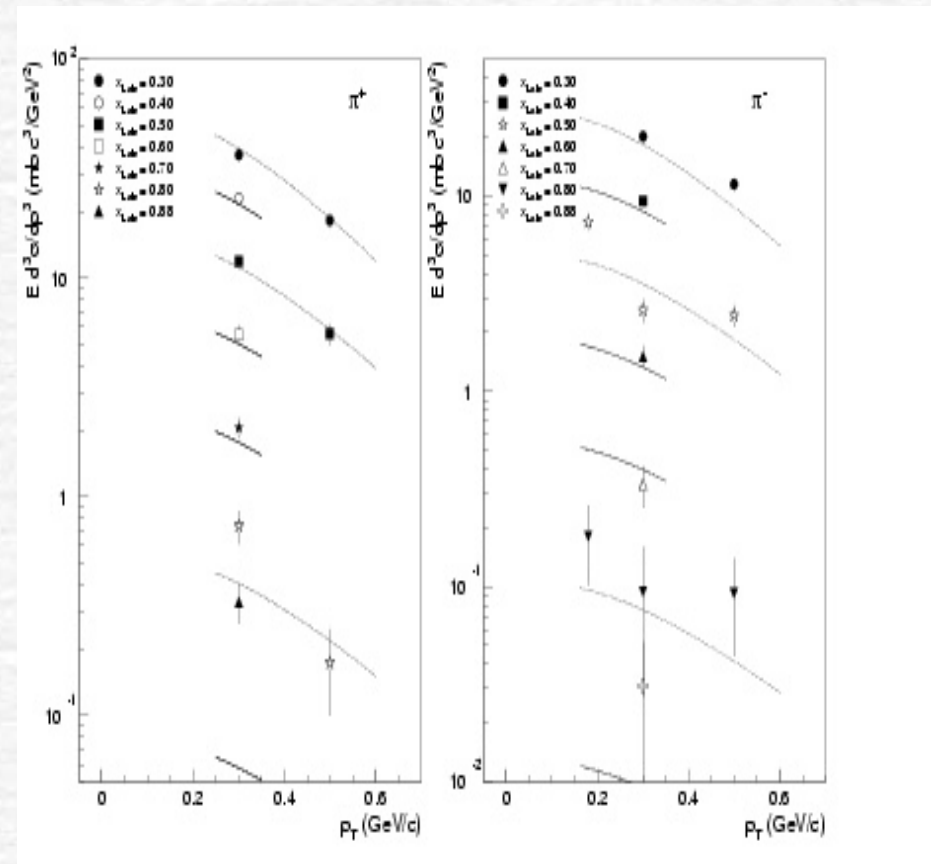 E d³σ/dp³ (mb c³/GeV²)
10²
10
1
10⁻¹
π⁺
x_Lab = 0.30
x_Lab = 0.40
x_Lab = 0.50
x_Lab = 0.60
x_Lab = 0.70
x_Lab = 0.80
x_Lab = 0.88
0 0.2 0.4 0.6
p_T (GeV/c)
E d³σ/dp³ (mb c³/GeV²)
10
1
10⁻¹
10⁻²
π⁻
x_Lab = 0.30
x_Lab = 0.40
x_Lab = 0.50
x_Lab = 0.60
x_Lab = 0.70
x_Lab = 0.80
x_Lab = 0.88
0 0.2 0.4 0.6
p_T (GeV/c)